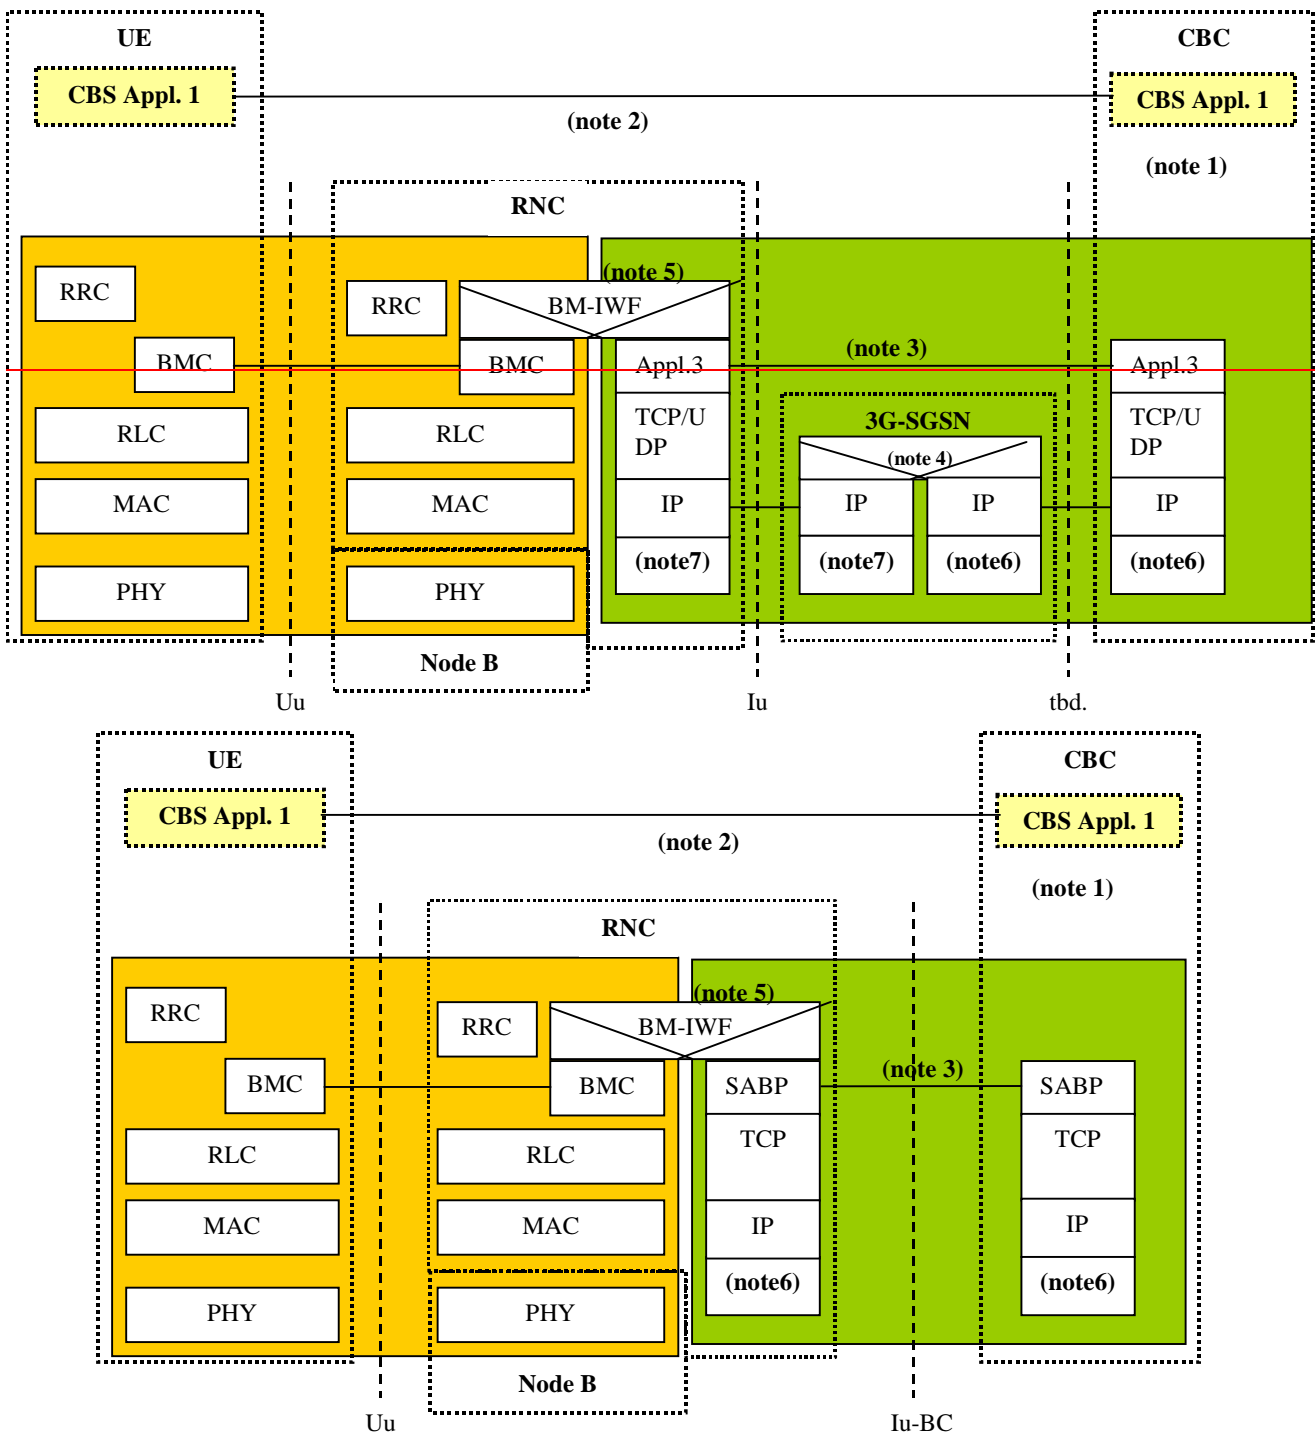 UE
CBC
CBS Appl. 1
CBS Appl. 1
(note 2)
(note 1)
RNC
(note 5)
RRC
RRC
BM-IWF
BMC
BMC
Appl.3
(note 3)
Appl.3
RLC
RLC
TCP/U
DP
3G-SGSN
(note 4)
TCP/U
DP
MAC
MAC
IP
IP
IP
IP
PHY
PHY
(note7)
(note7)
(note6)
(note6)
Node B
Uu
Iu
tbd.
UE
CBC
CBS Appl. 1
CBS Appl. 1
(note 2)
(note 1)
RNC
(note 5)
RRC
RRC
BM-IWF
BMC
BMC
SABP
(note 3)
SABP
RLC
RLC
TCP
TCP
MAC
MAC
IP
IP
PHY
PHY
(note6)
(note6)
Node B
Uu
Iu-BC